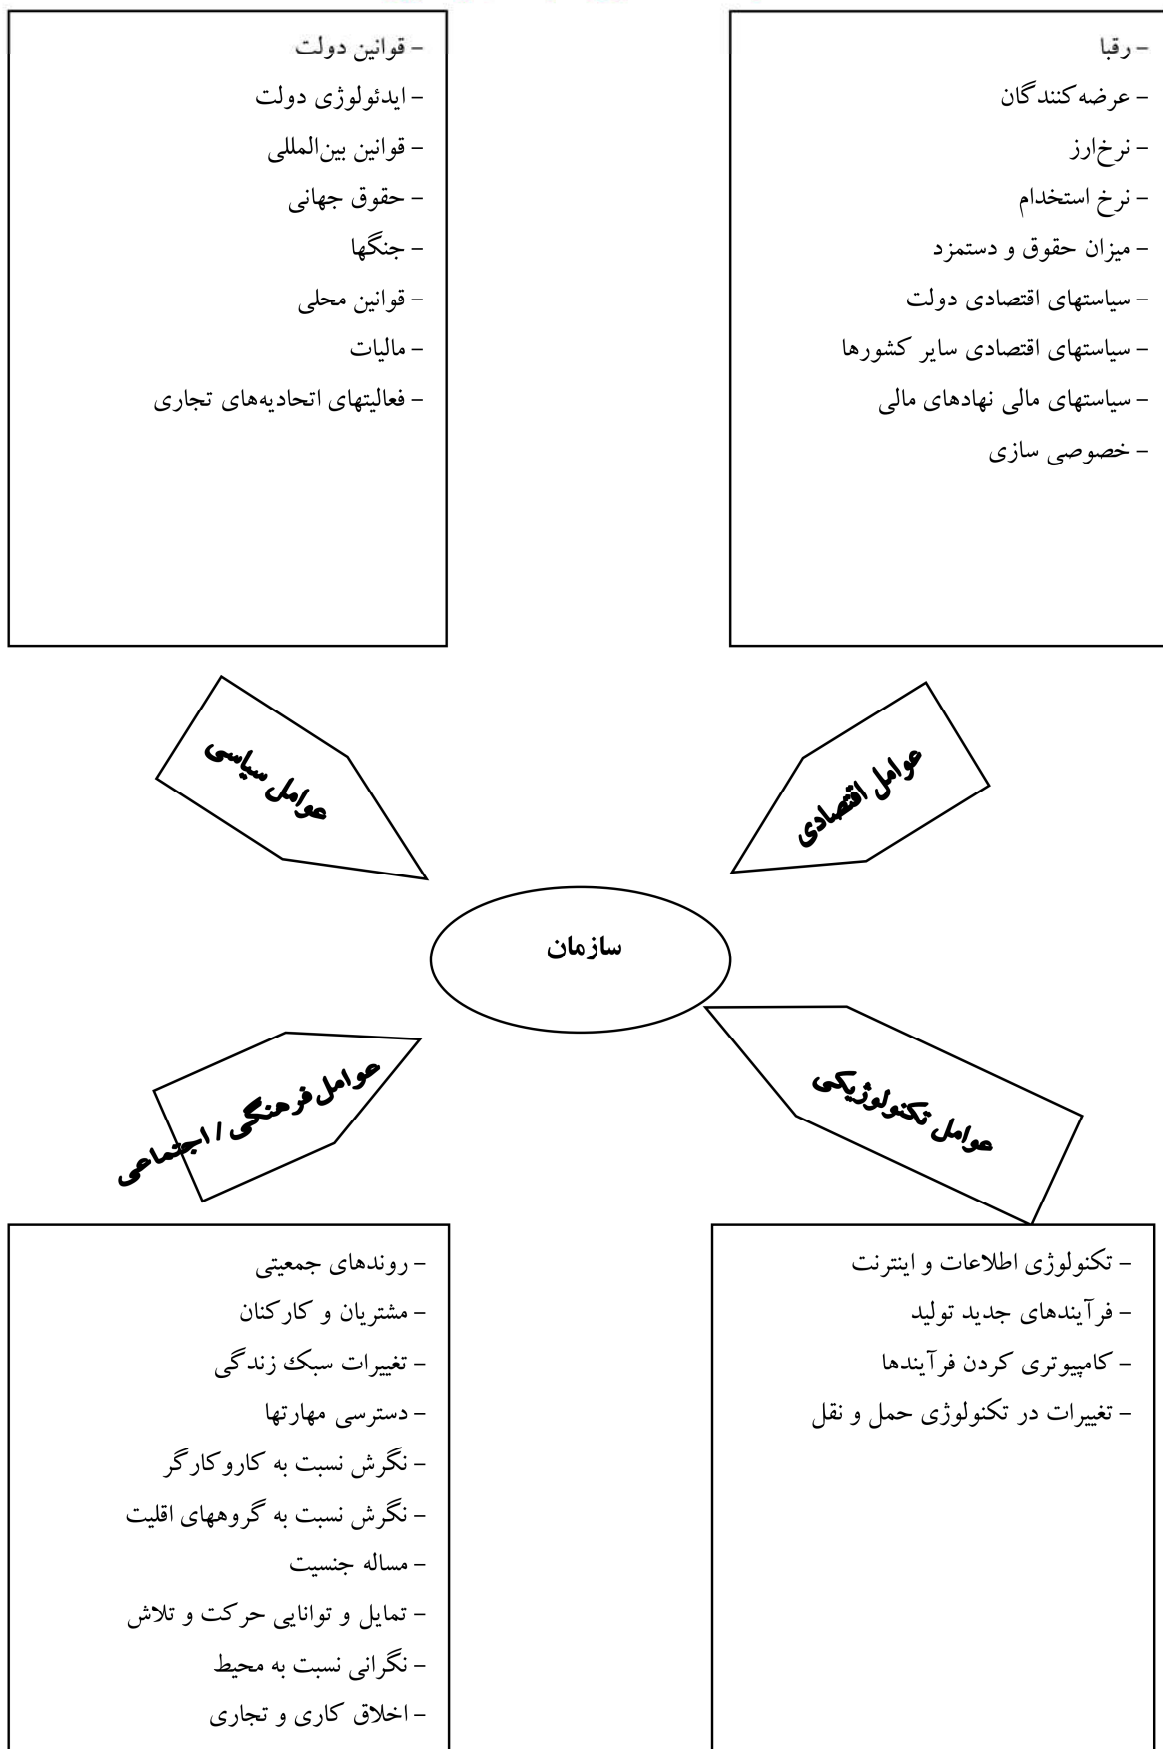 - رقبا
- عرضه‌کنندگان
- نرخ‌ارز
- نرخ استخدام
- میزان حقوق و دستمزد
- سیاستهای اقتصادی دولت
- سیاستهای اقتصادی سایر کشورها
- سیاستهای مالی نهادهای مالی
- خصوصی سازی
- قوانین دولت
- ایدئولوژی دولت
- قوانین بین‌المللی
- حقوق جهانی
- جنگها
- قوانین محلی
- مالیات
- فعالیتهای اتحادیه‌های تجاری
عوامل اقتصادی
عوامل سیاسی
سازمان
عوامل تکنولوژیکی
عوامل فرهنگی / اجتماعی
- تکنولوژی اطلاعات و اینترنت
- فرآیندهای جدید تولید
- کامپیوتری کردن فرآیندها
- تغییرات در تکنولوژی حمل و نقل
- روندهای جمعیتی
- مشتریان و کارکنان
- تغییرات سبک زندگی
- دسترسی مهارتها
- نگرش نسبت به کاروکارگر
- نگرش نسبت به گروههای اقلیت
- مساله جنسیت
- تمایل و توانایی حرکت و تلاش
- نگرانی نسبت به محیط
- اخلاق کاری و تجاری